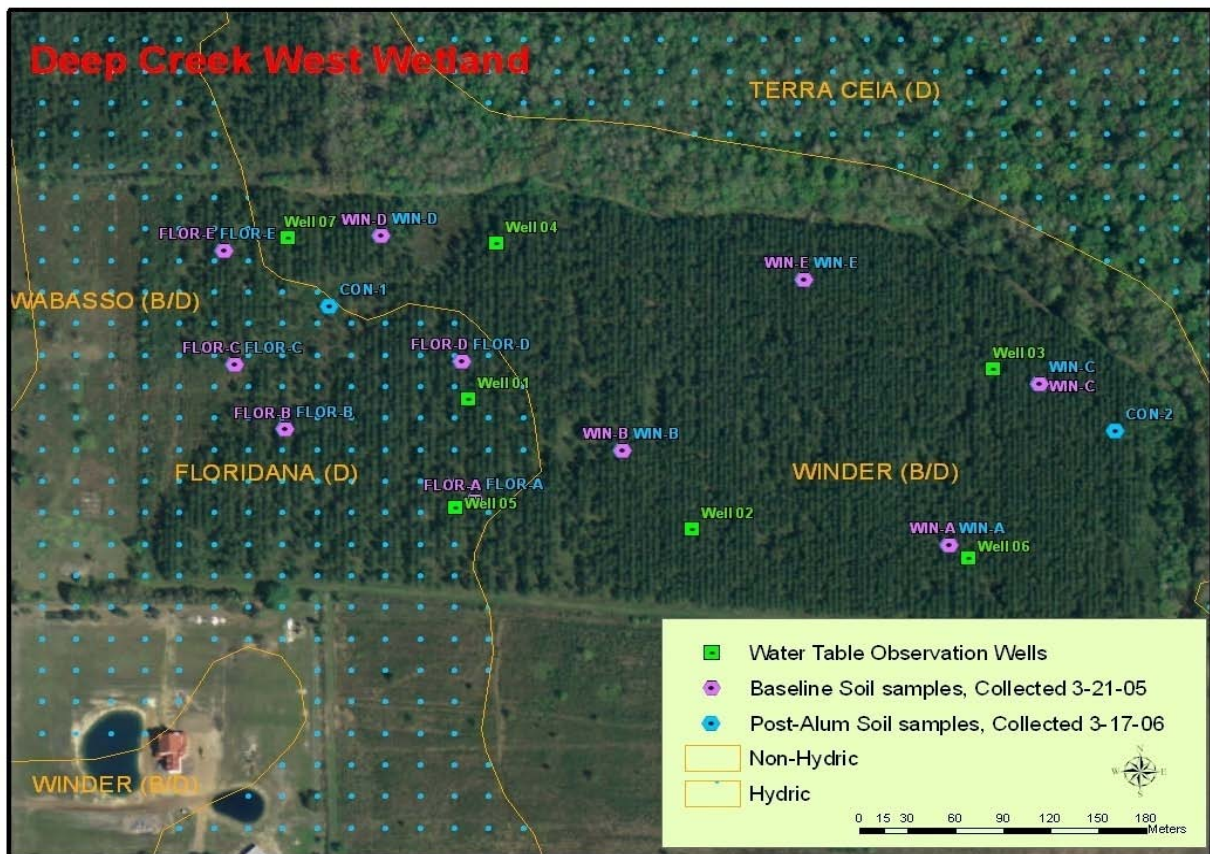 Deep Creek West Wetland
TERRA CEIA (D)
Well 07
WIN-D WIN-D
Well 04
FLOR-E FLOR-E
WIN-E WIN-E
CON-1
WABASSO (B/D)
FLOR-C FLOR-C
FLOR-D FLOR-D
Well 03
WIN-C
WIN-C
Well 01
FLOR-B FLOR-B
CON-2
WIN-B WIN-B
FLORIDANA (D)
WINDER (B/D)
FLOR-A FLOR-A
Well 05
Well 02
WIN-A WIN-A
Well 06
WINDER (B/D)
Water Table Observation Wells
Baseline Soil samples, Collected 3-21-05
Post-Alum Soil samples, Collected 3-17-06
Non-Hydric
Hydric
N
W E
S
0 15 30 60 90 120 150 180
Meters